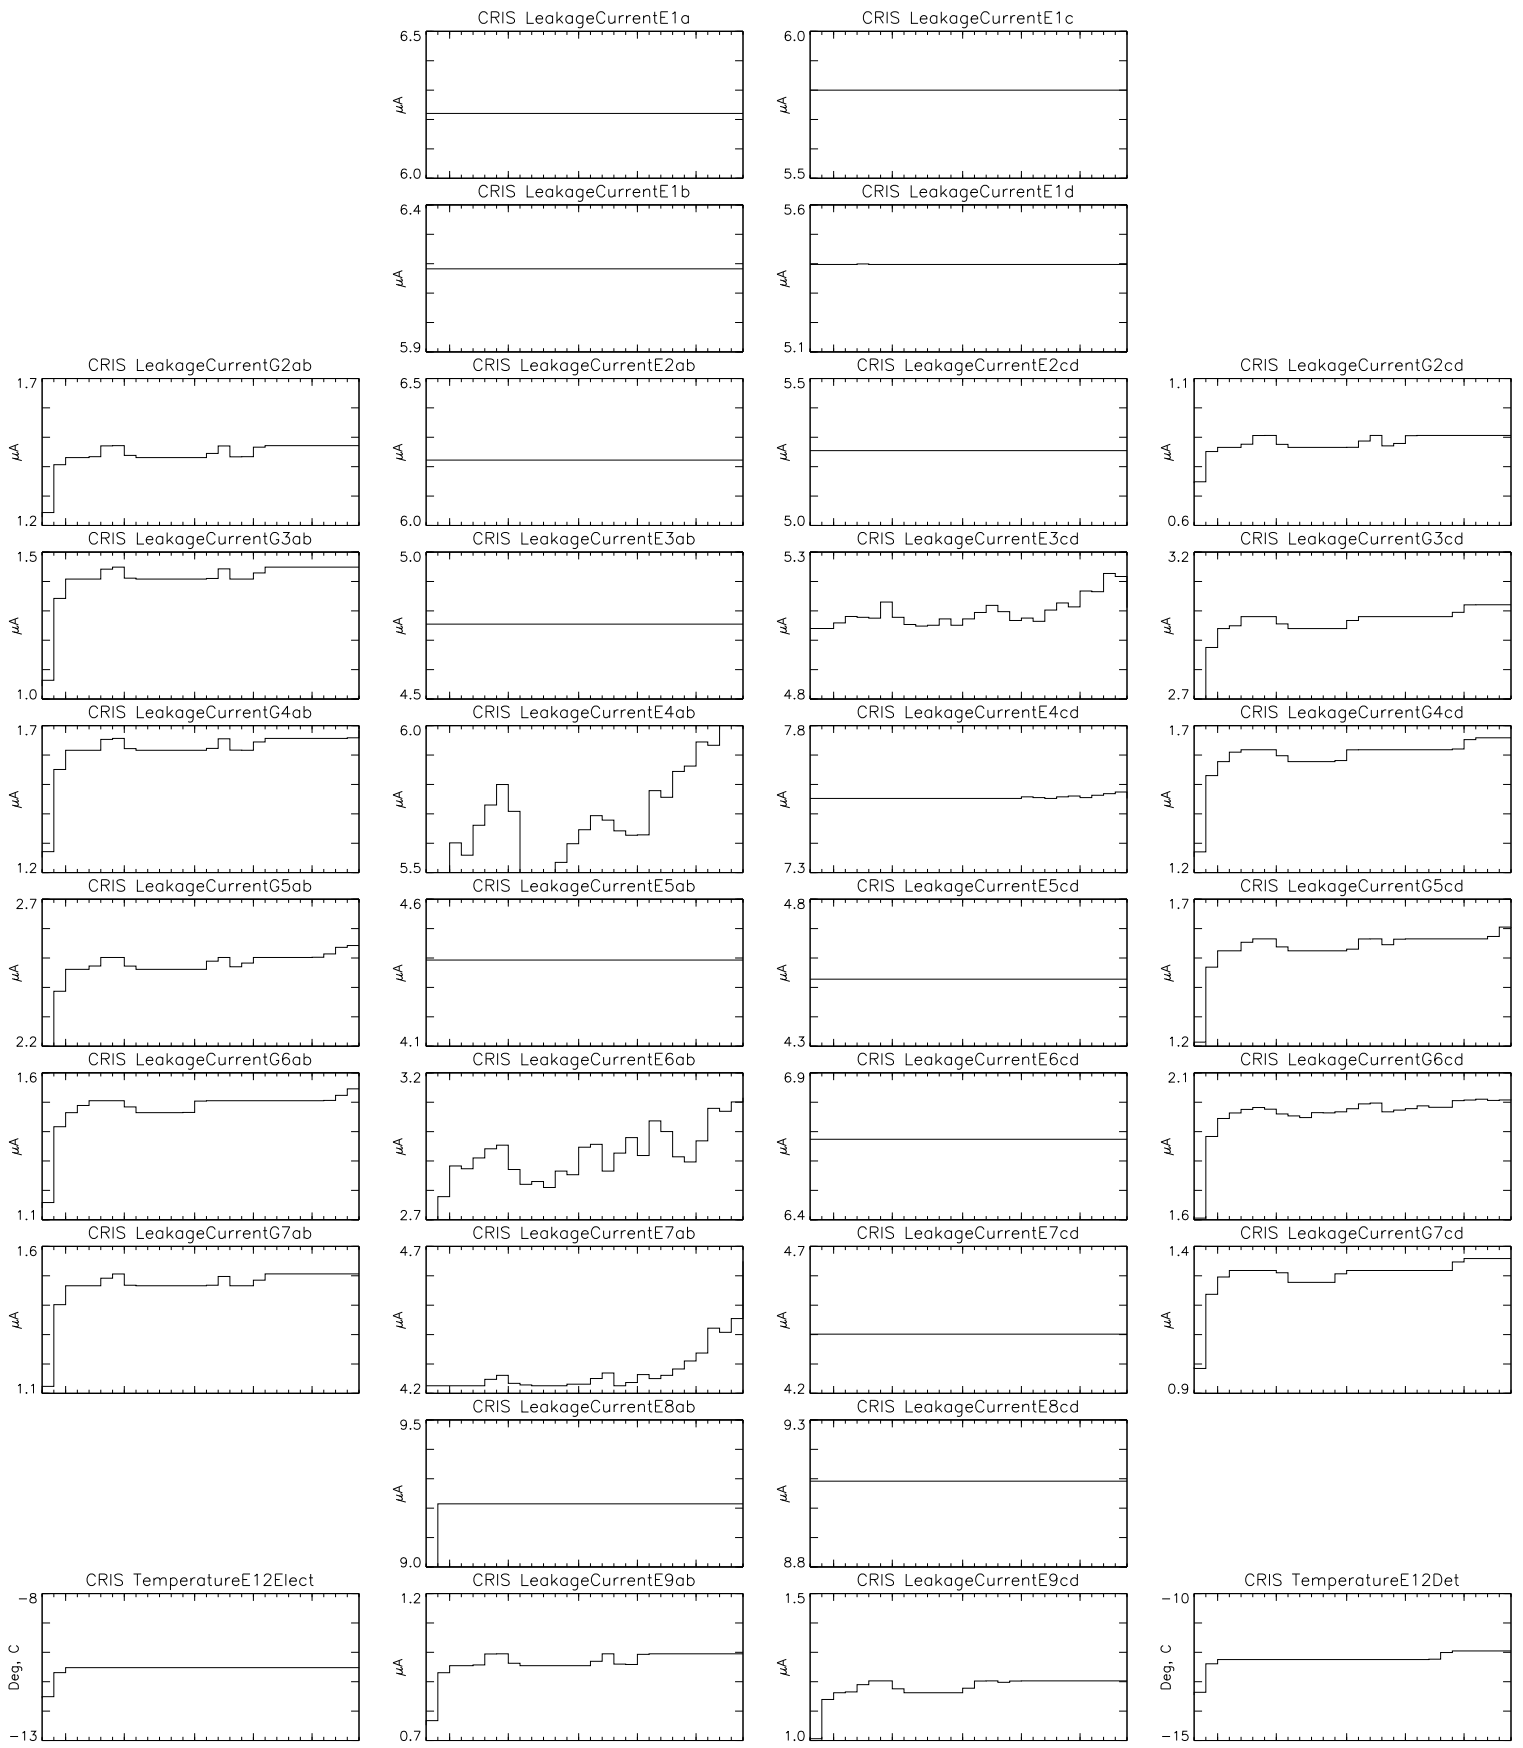 CRIS LeakageCurrentE1a
CRIS LeakageCurrentE1c
6.5
μA
6.0
6.0
μA
5.5
CRIS LeakageCurrentE1b
CRIS LeakageCurrentE1d
6.4
μA
5.9
5.6
μA
5.1
CRIS LeakageCurrentG2ab
CRIS LeakageCurrentE2ab
CRIS LeakageCurrentE2cd
CRIS LeakageCurrentG2cd
1.7
μA
1.2
6.5
μA
6.0
5.5
μA
5.0
1.1
μA
0.6
CRIS LeakageCurrentG3ab
CRIS LeakageCurrentE3ab
CRIS LeakageCurrentE3cd
CRIS LeakageCurrentG3cd
1.5
μA
1.0
5.0
μA
4.5
5.3
μA
4.8
3.2
μA
2.7
CRIS LeakageCurrentG4ab
CRIS LeakageCurrentE4ab
CRIS LeakageCurrentE4cd
CRIS LeakageCurrentG4cd
1.7
μA
1.2
6.0
μA
5.5
7.8
μA
7.3
1.7
μA
1.2
CRIS LeakageCurrentG5ab
CRIS LeakageCurrentE5ab
CRIS LeakageCurrentE5cd
CRIS LeakageCurrentG5cd
2.7
μA
2.2
4.6
μA
4.1
4.8
μA
4.3
1.7
μA
1.2
CRIS LeakageCurrentG6ab
CRIS LeakageCurrentE6ab
CRIS LeakageCurrentE6cd
CRIS LeakageCurrentG6cd
1.6
μA
1.1
3.2
μA
2.7
6.9
μA
6.4
2.1
μA
1.6
CRIS LeakageCurrentG7ab
CRIS LeakageCurrentE7ab
CRIS LeakageCurrentE7cd
CRIS LeakageCurrentG7cd
1.6
μA
1.1
4.7
μA
4.2
4.7
μA
4.2
1.4
μA
0.9
CRIS LeakageCurrentE8ab
CRIS LeakageCurrentE8cd
9.5
μA
9.0
9.3
μA
8.8
CRIS TemperatureE12Elect
CRIS LeakageCurrentE9ab
CRIS LeakageCurrentE9cd
CRIS TemperatureE12Det
-8
Deg, C
-13
1.2
μA
0.7
1.5
μA
1.0
-10
Deg, C
-15